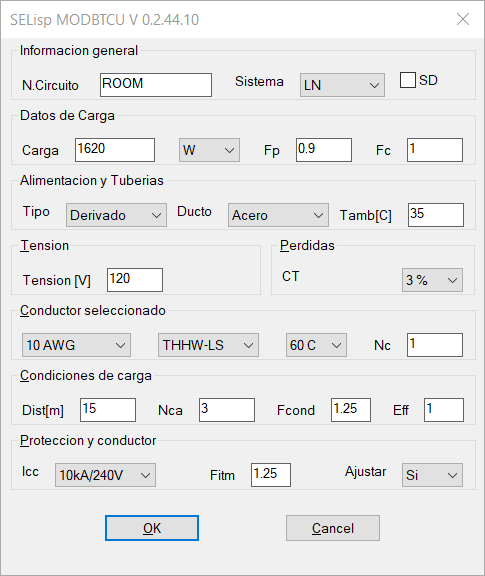 SELisp MODBTCU V 0.2.44.10
Informacion general
N.Circuito ROOM Sistema LN SD
Datos de Carga
Carga 1620 W Fp 0.9 Fc 1
Alimentacion y Tuberias
Tipo Derivado Ducto Acero Tamb[C] 35
Tension Perdidas
Tension [V] 120 CT 3 %
Conductor seleccionado
10 AWG THHW-LS 60 C Nc 1
Condiciones de carga
Dist[m] 15 Nca 3 Fcond 1.25 Eff 1
Proteccion y conductor
Icc 10kA/240V Fitm 1.25 Ajustar Si
OK Cancel